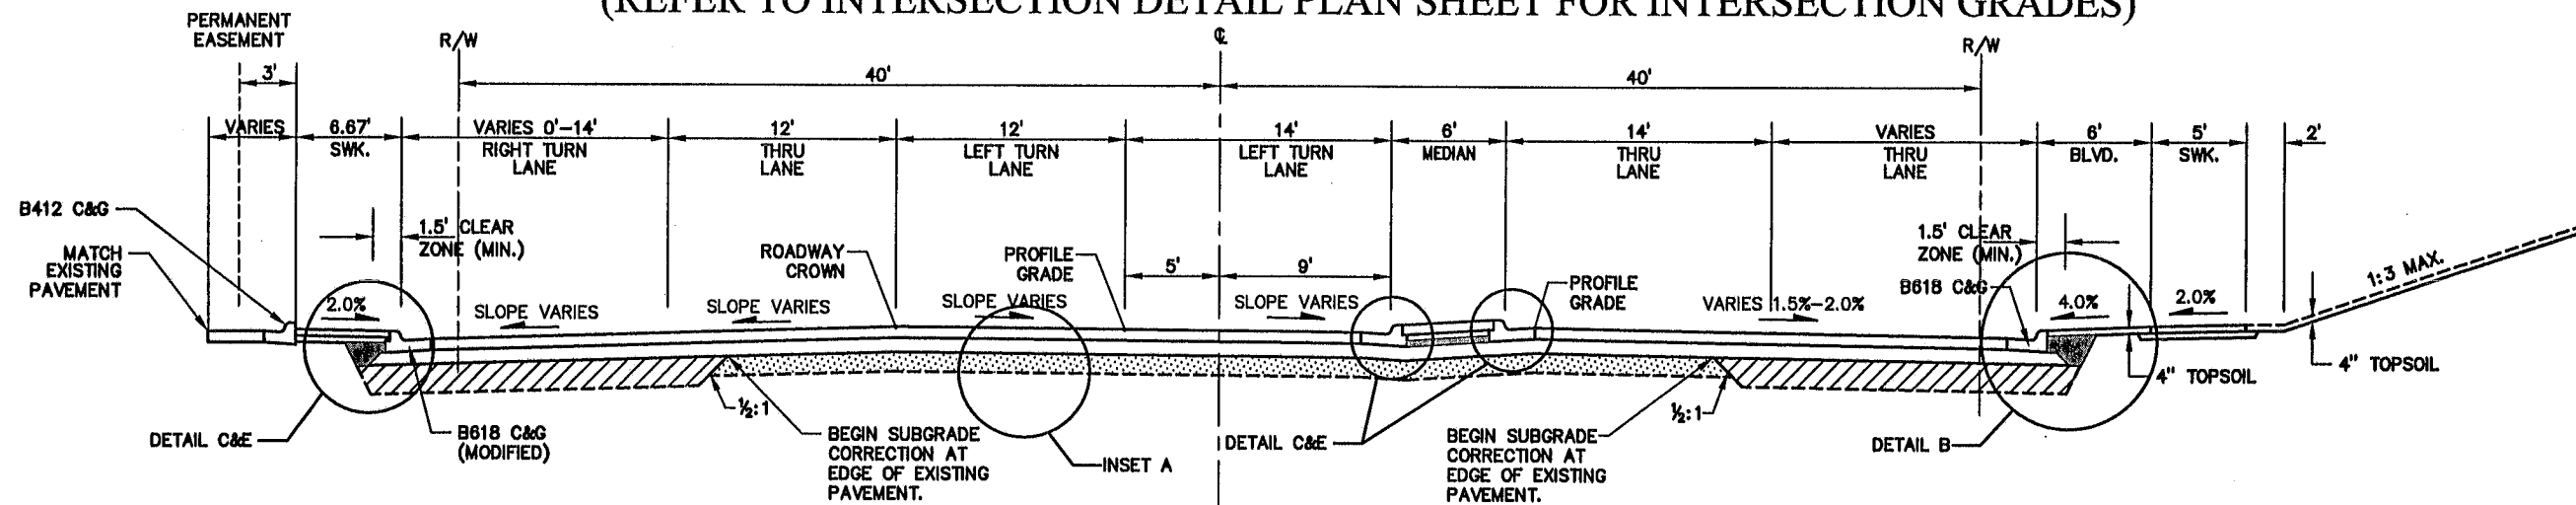 (REFER TO INTERSECTION DETAIL PLAN SHEET FOR INTERSECTION GRADES)
PERMANENT
EASEMENT
R/W
℄
R/W
3'
40'
40'
VARIES
6.67'
SWK.
VARIES 0'-14'
RIGHT TURN
LANE
12'
THRU
LANE
12'
LEFT TURN
LANE
14'
LEFT TURN
LANE
6'
MEDIAN
14'
THRU
LANE
VARIES
THRU
LANE
6'
BLVD.
5'
SWK.
2'
B412 C&G
MATCH
EXISTING
PAVEMENT
1.5' CLEAR
ZONE (MIN.)
ROADWAY
CROWN
PROFILE
GRADE
5'
9'
PROFILE
GRADE
1.5' CLEAR
ZONE (MIN.)
B618 C&G
1:3 MAX.
2.0%
SLOPE VARIES
SLOPE VARIES
SLOPE VARIES
SLOPE VARIES
VARIES 1.5%-2.0%
4.0%
2.0%
4" TOPSOIL
4" TOPSOIL
½:1
½:1
DETAIL C&E
B618 C&G
(MODIFIED)
BEGIN SUBGRADE
CORRECTION AT
EDGE OF EXISTING
PAVEMENT.
INSET A
DETAIL C&E
BEGIN SUBGRADE
CORRECTION AT
EDGE OF EXISTING
PAVEMENT.
DETAIL B